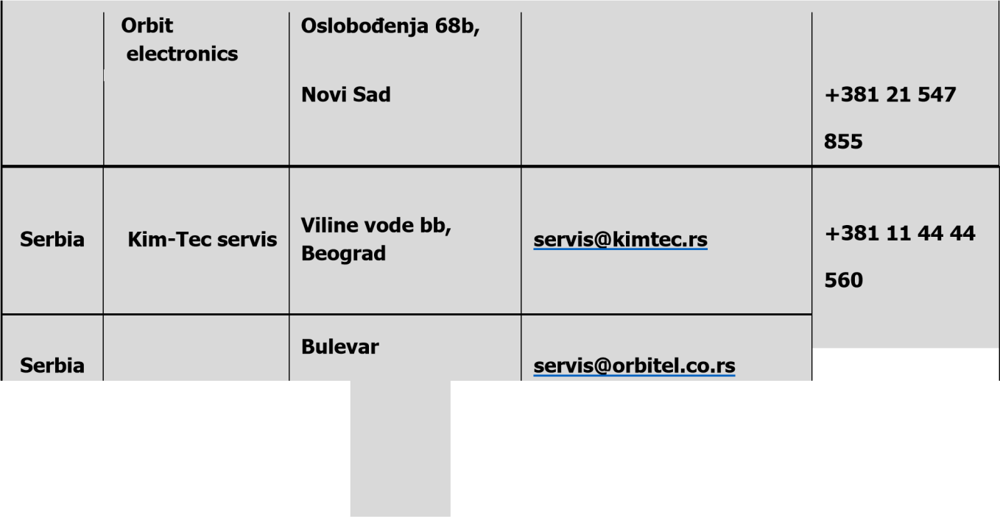 Orbit
electronics
Oslobođenja 68b,
Novi Sad
+381 21 547
855
Serbia
Kim-Tec servis
Viline vode bb,
Beograd
servis@kimtec.rs
+381 11 44 44
560
Serbia
Bulevar
servis@orbitel.co.rs